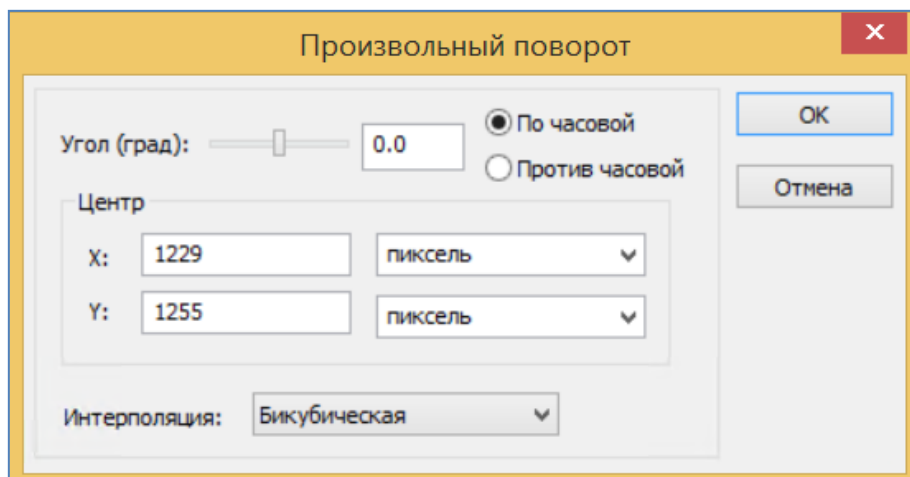 Произвольный поворот
Угол (град): 0.0
По часовой
Против часовой
OK
Отмена
Центр
X: 1229 пиксель
Y: 1255 пиксель
Интерполяция: Бикубическая